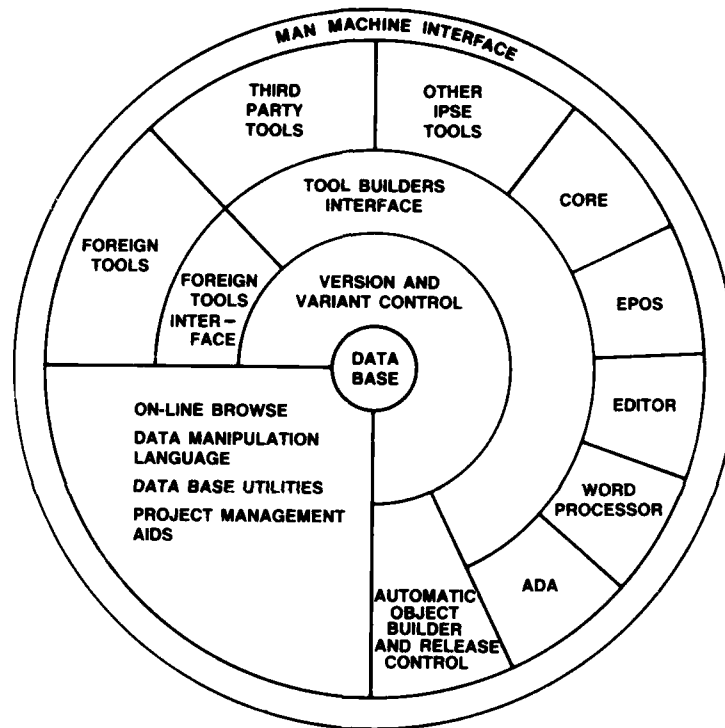 MAN MACHINE INTERFACE
THIRD
PARTY
TOOLS
OTHER
IPSE
TOOLS
TOOL BUILDERS
INTERFACE
CORE
FOREIGN
TOOLS
FOREIGN
TOOLS
INTER-
FACE
VERSION AND
VARIANT CONTROL
EPOS
DATA
BASE
EDITOR
ON-LINE BROWSE
DATA MANIPULATION
LANGUAGE
DATA BASE UTILITIES
PROJECT MANAGEMENT
AIDS
WORD
PROCESSOR
ADA
AUTOMATIC
OBJECT
BUILDER
AND RELEASE
CONTROL